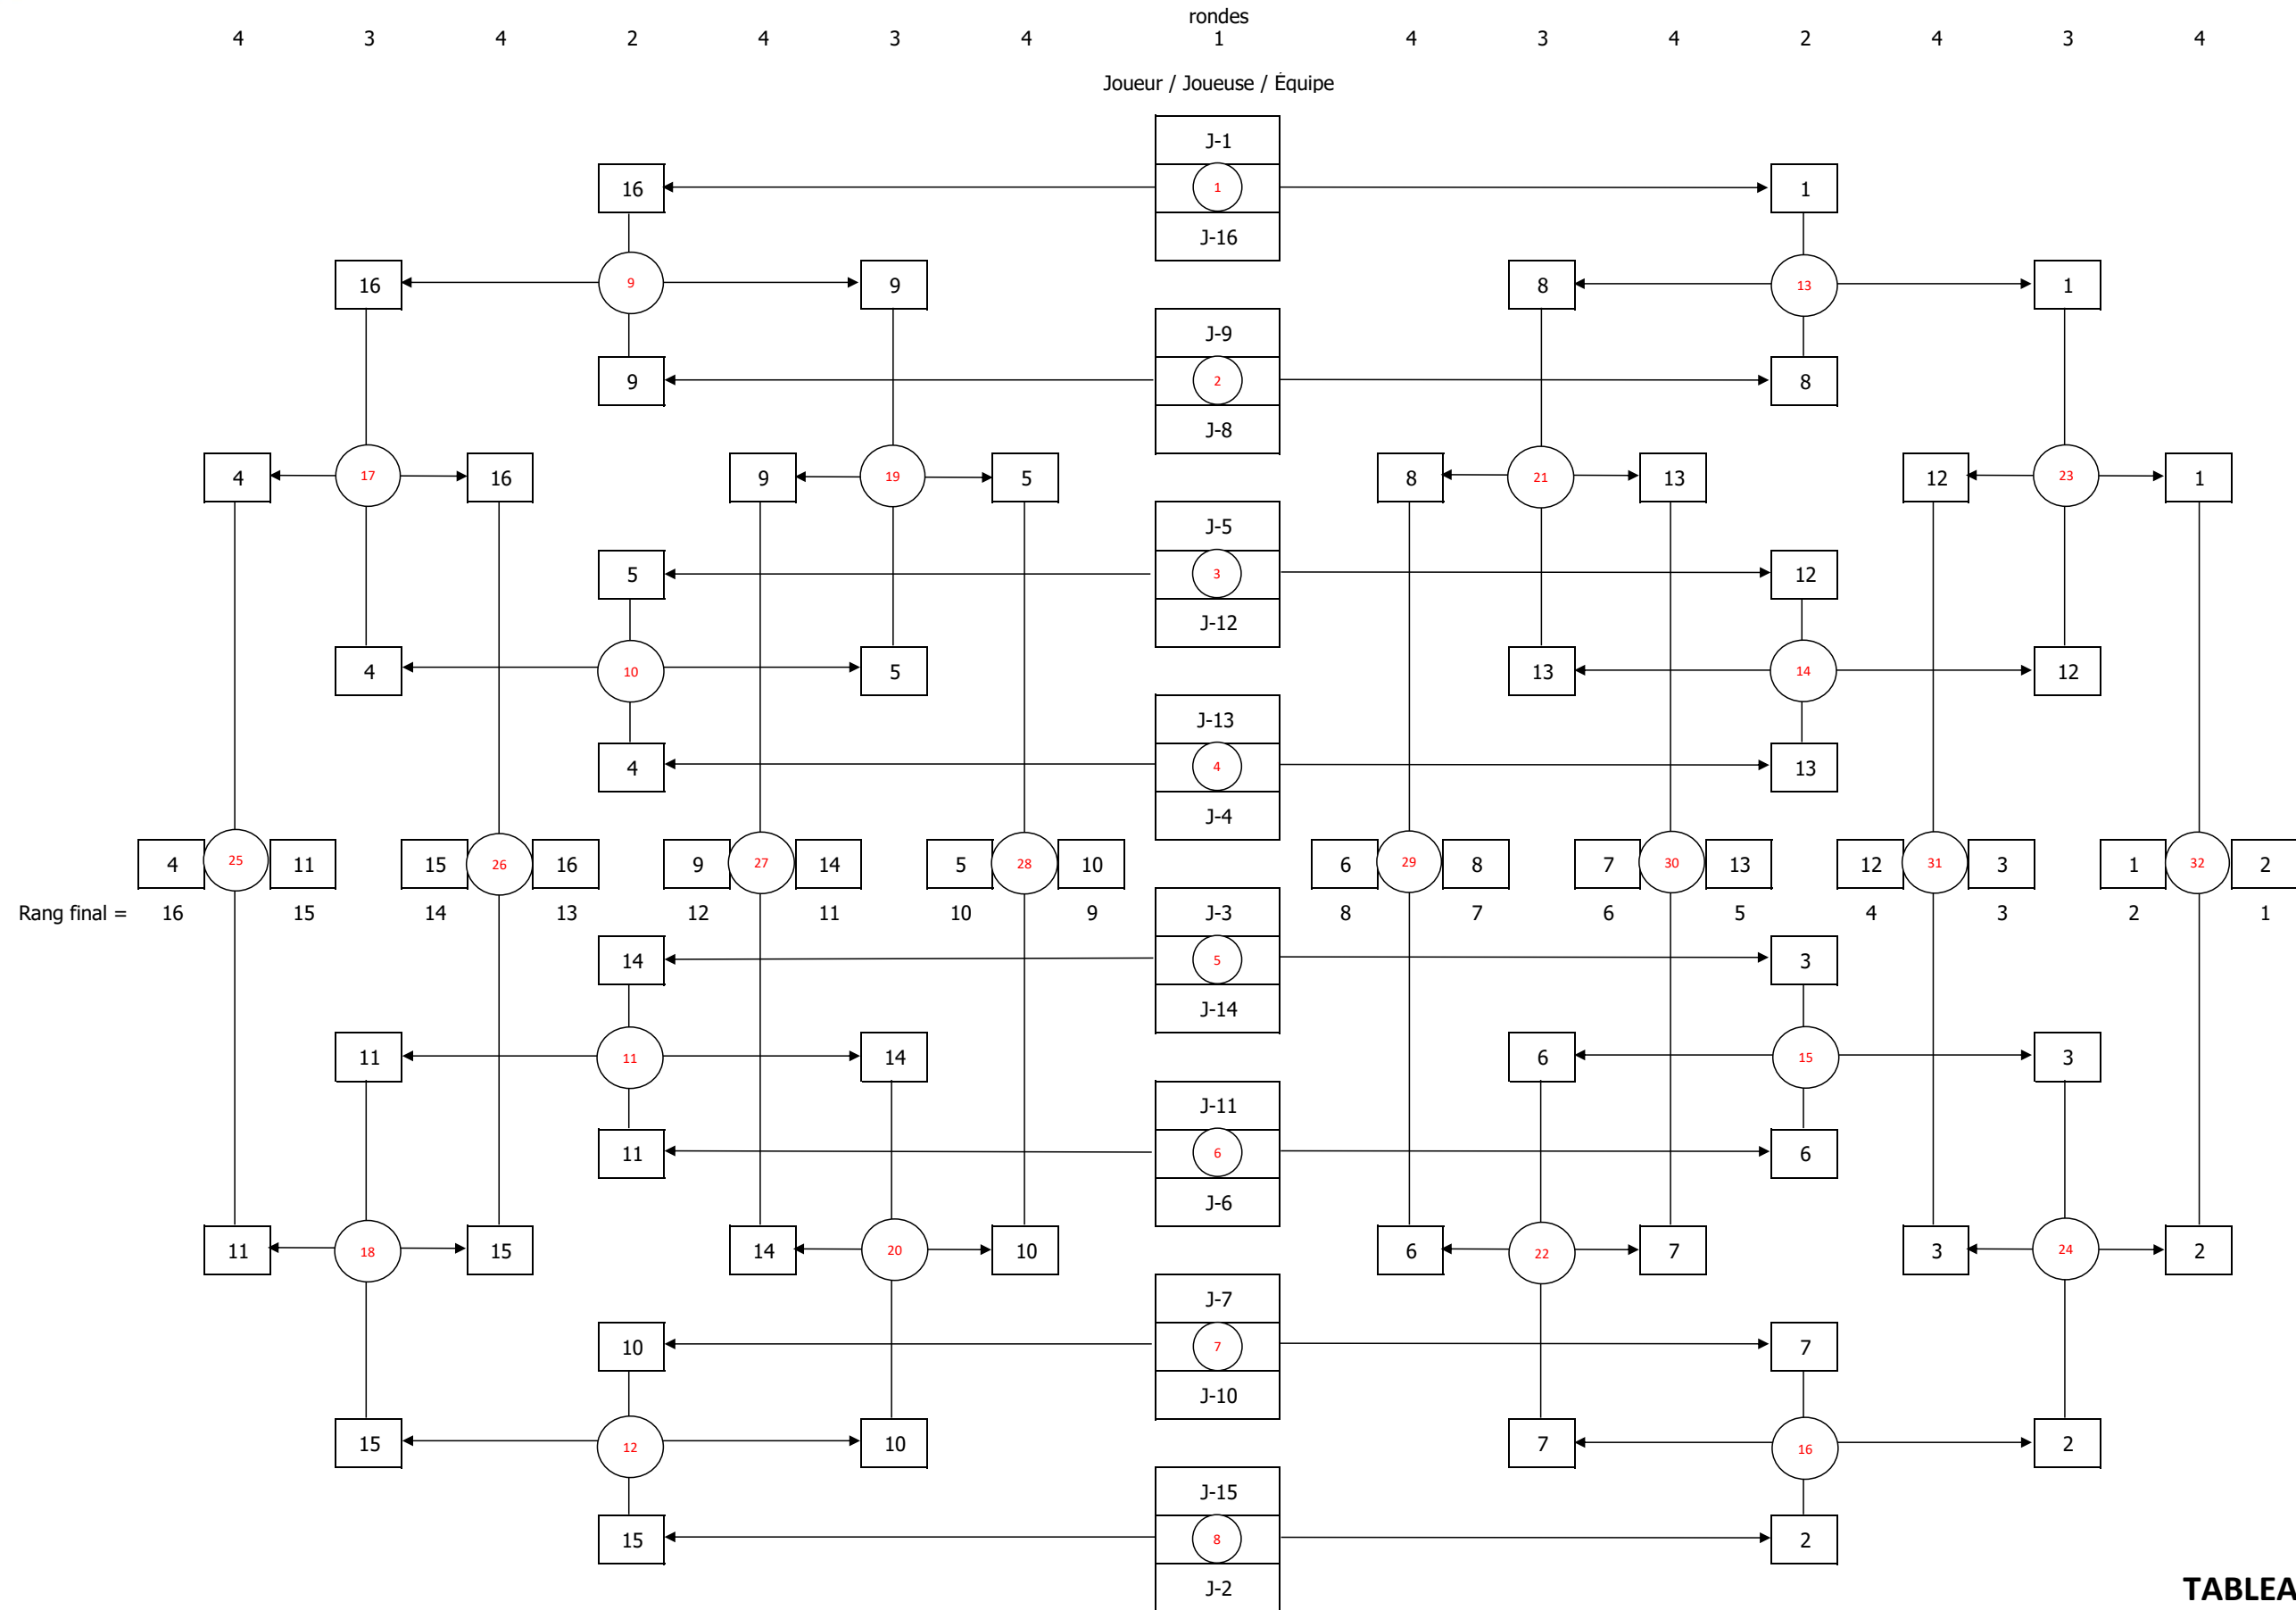 rondes
4 3 4 2 4 3 4 1 4 3 4 2 4 3 4
Joueur / Joueuse / Équipe
J-1
16 1 1
J-16
16 9 9 8 13 1
J-9
9 2 8
J-8
4 17 16 9 19 5 8 21 13 12 23 1
J-5
5 3 12
J-12
4 10 5 13 14 12
J-13
4 4 13
J-4
4 25 11 15 26 16 9 27 14 5 28 10 6 29 8 7 30 13 12 31 3 1 32 2
Rang final = 16 15 14 13 12 11 10 9 J-3 8 7 6 5 4 3 2 1
14 5 3
J-14
11 11 14 6 15 3
J-11
11 6 6
J-6
11 18 15 14 20 10 6 22 7 3 24 2
J-7
10 7 7
J-10
15 12 10 7 16 2
J-15
15 8 2
J-2
TABLEA